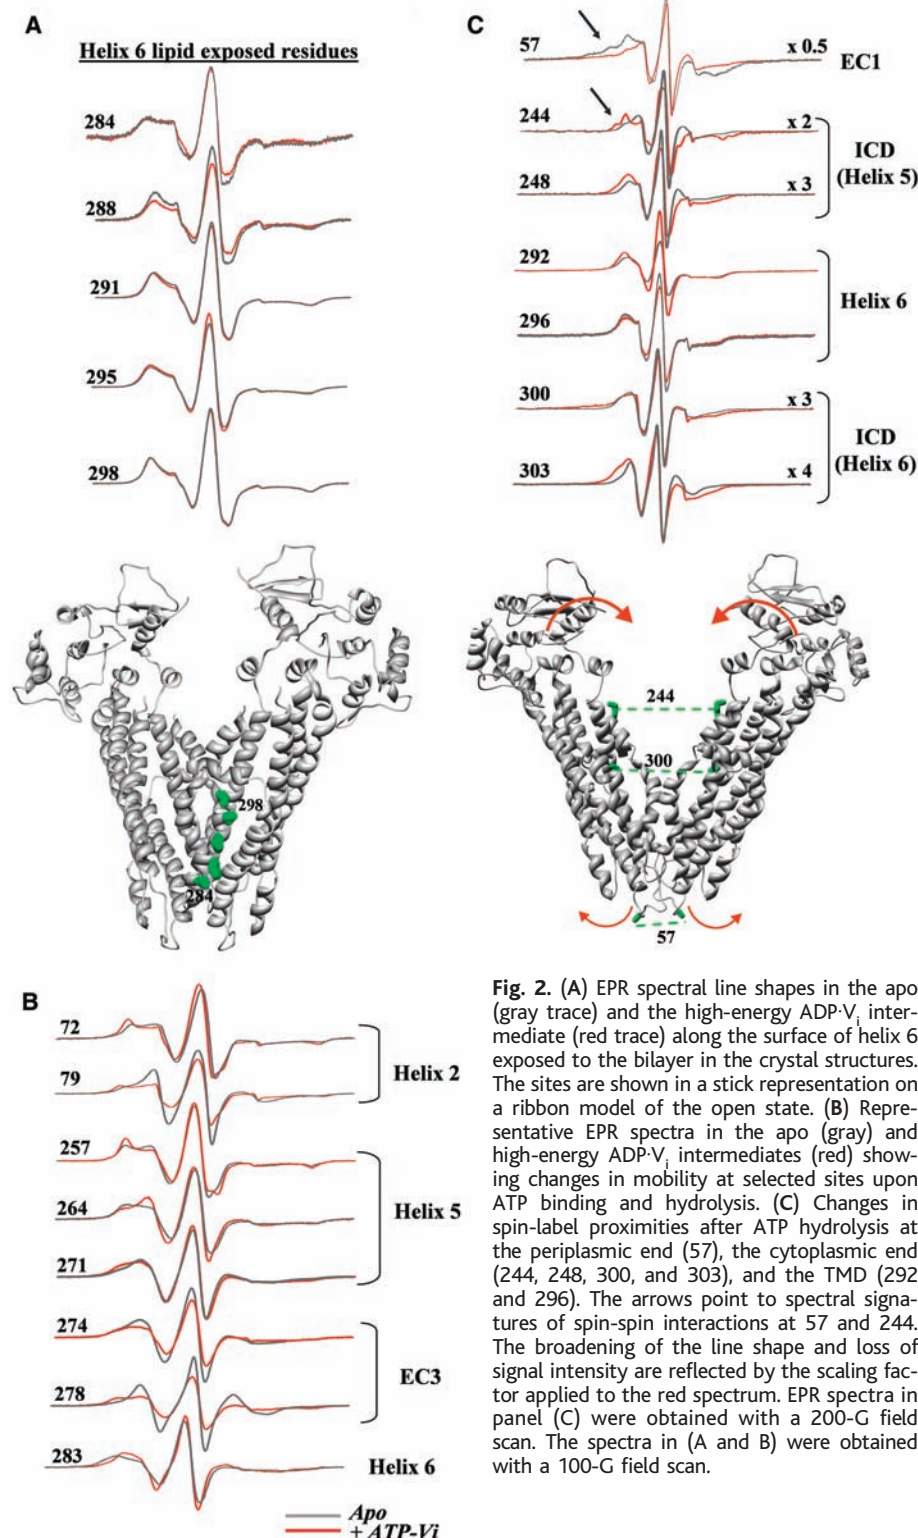 A
Helix 6 lipid exposed residues
284
288
291
295
298
298
284
C
57
x 0.5
EC1
244
x 2
248
x 3
ICD
(Helix 5)
292
296
Helix 6
300
x 3
303
x 4
ICD
(Helix 6)
244
300
57
B
72
79
Helix 2
257
264
271
Helix 5
274
278
EC3
283
Helix 6
Apo
+ ATP-Vi
Fig. 2. (A) EPR spectral line shapes in the apo
(gray trace) and the high-energy ADP·Vi inter-
mediate (red trace) along the surface of helix 6
exposed to the bilayer in the crystal structures.
The sites are shown in a stick representation on
a ribbon model of the open state. (B) Repre-
sentative EPR spectra in the apo (gray) and
high-energy ADP·Vi intermediates (red) show-
ing changes in mobility at selected sites upon
ATP binding and hydrolysis. (C) Changes in
spin-label proximities after ATP hydrolysis at
the periplasmic end (57), the cytoplasmic end
(244, 248, 300, and 303), and the TMD (292
and 296). The arrows point to spectral signa-
tures of spin-spin interactions at 57 and 244.
The broadening of the line shape and loss of
signal intensity are reflected by the scaling fac-
tor applied to the red spectrum. EPR spectra in
panel (C) were obtained with a 200-G field
scan. The spectra in (A and B) were obtained
with a 100-G field scan.